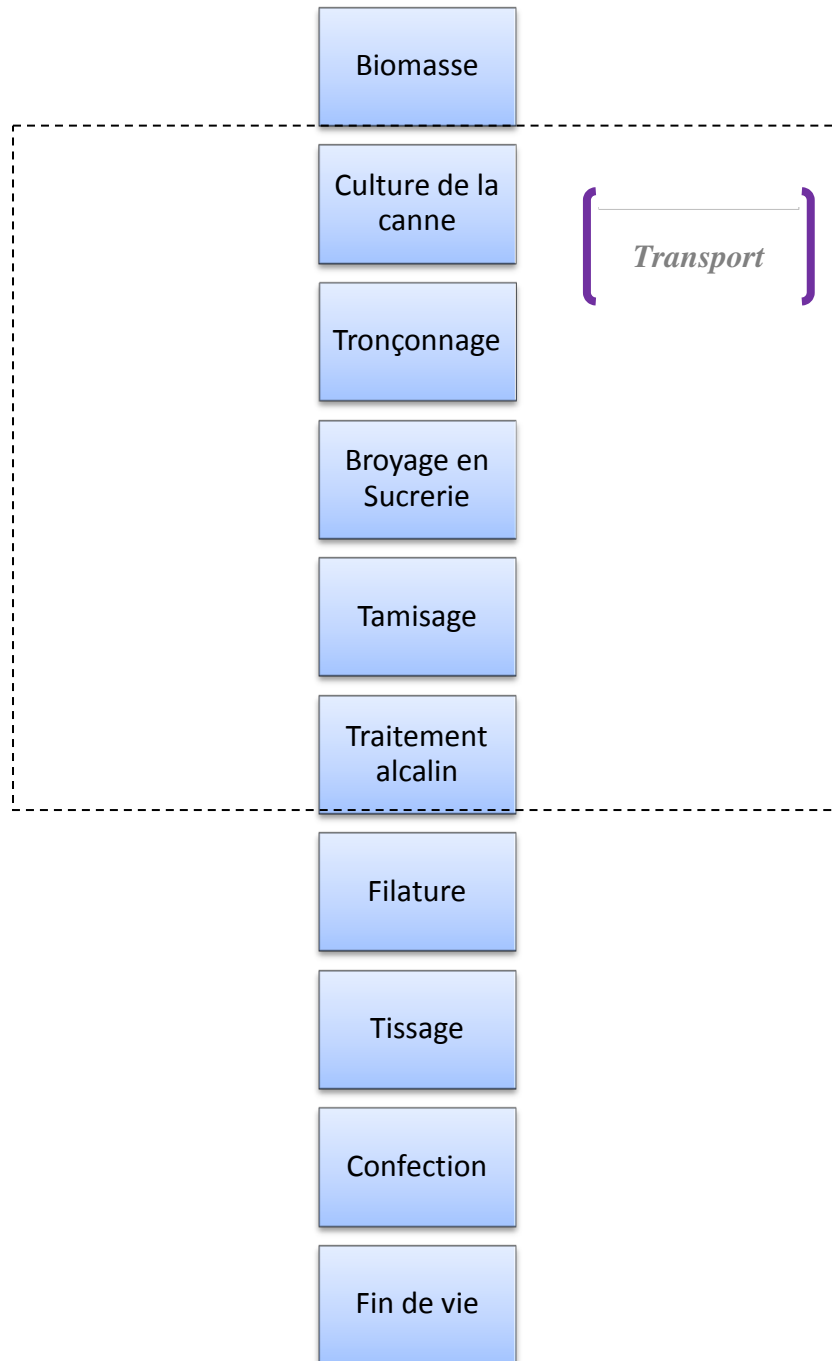 Biomasse
Culture de la
canne
Transport
Tronçonnage
Broyage en
Sucrerie
Tamisage
Traitement
alcalin
Filature
Tissage
Confection
Fin de vie